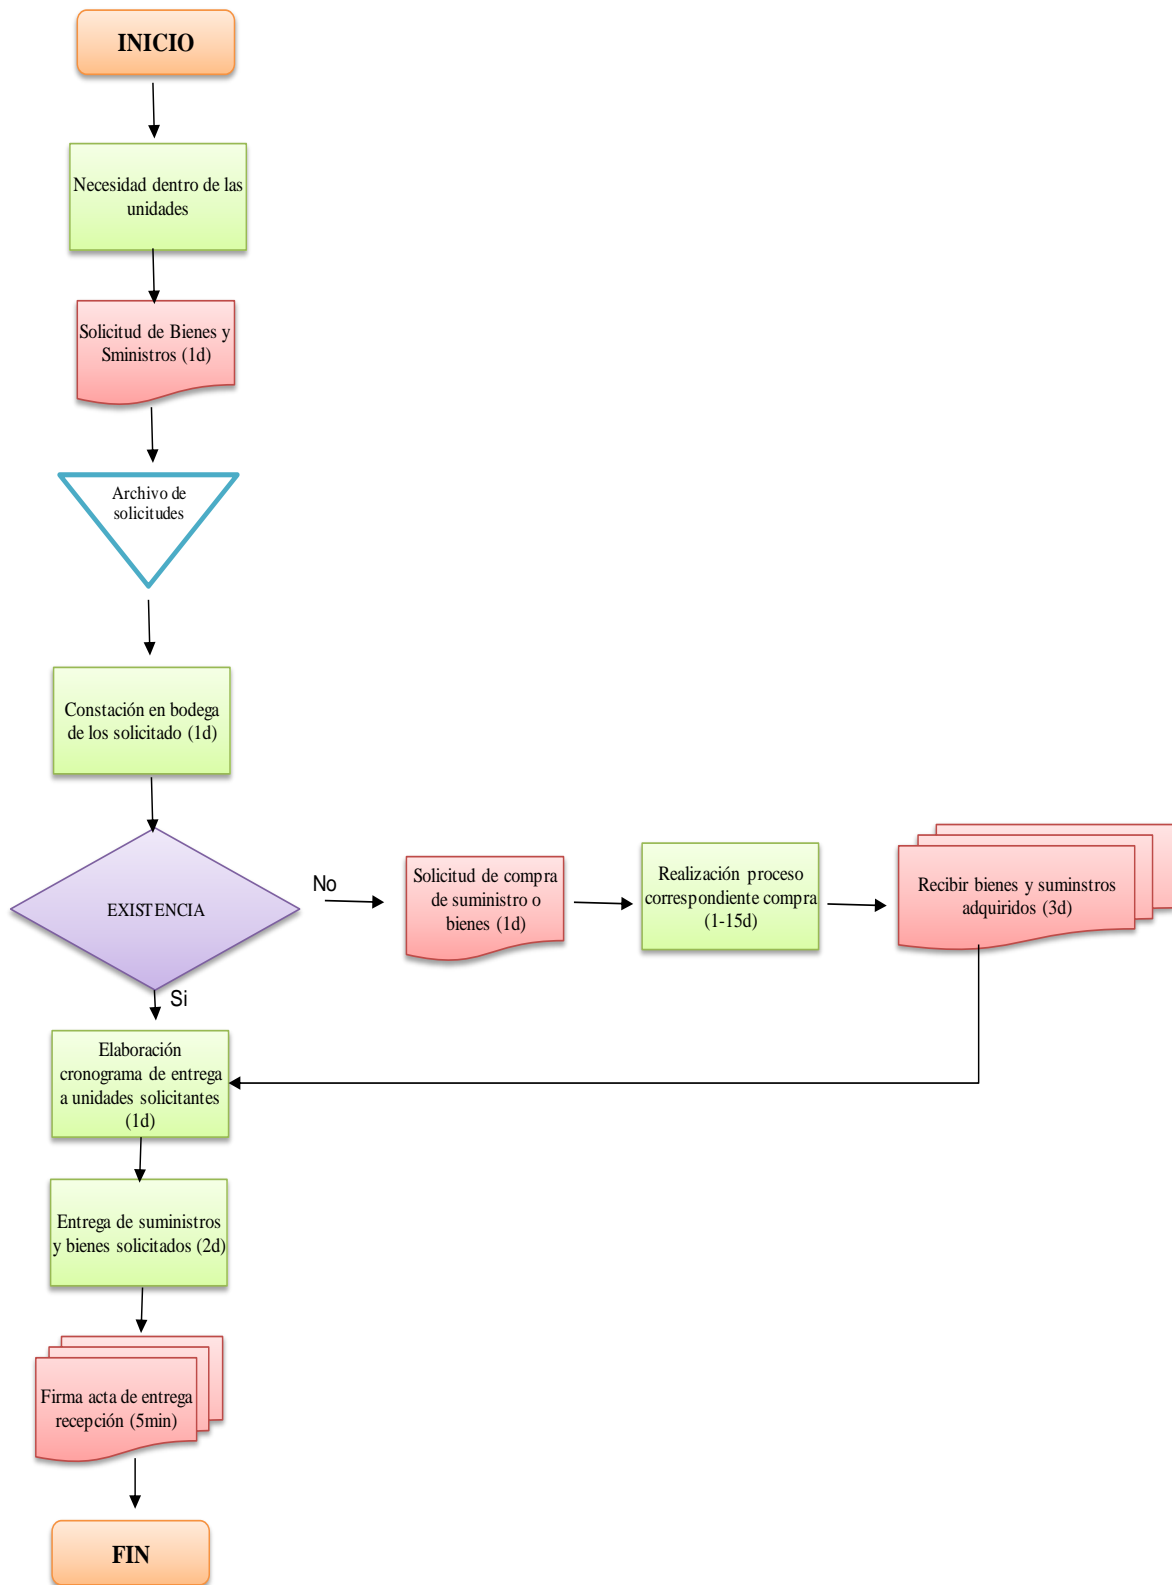 INICIO
Necesidad dentro de las
unidades
Solicitud de Bienes y
Sministros (1d)
Archivo de
solicitudes
Constación en bodega
de los solicitado (1d)
EXISTENCIA
No
Solicitud de compra
de suministro o
bienes (1d)
Realización proceso
correspondiente compra
(1-15d)
Recibir bienes y suminstros
adquiridos (3d)
Si
Elaboración
cronograma de entrega
a unidades solicitantes
(1d)
Entrega de suministros
y bienes solicitados (2d)
Firma acta de entrega
recepción (5min)
FIN